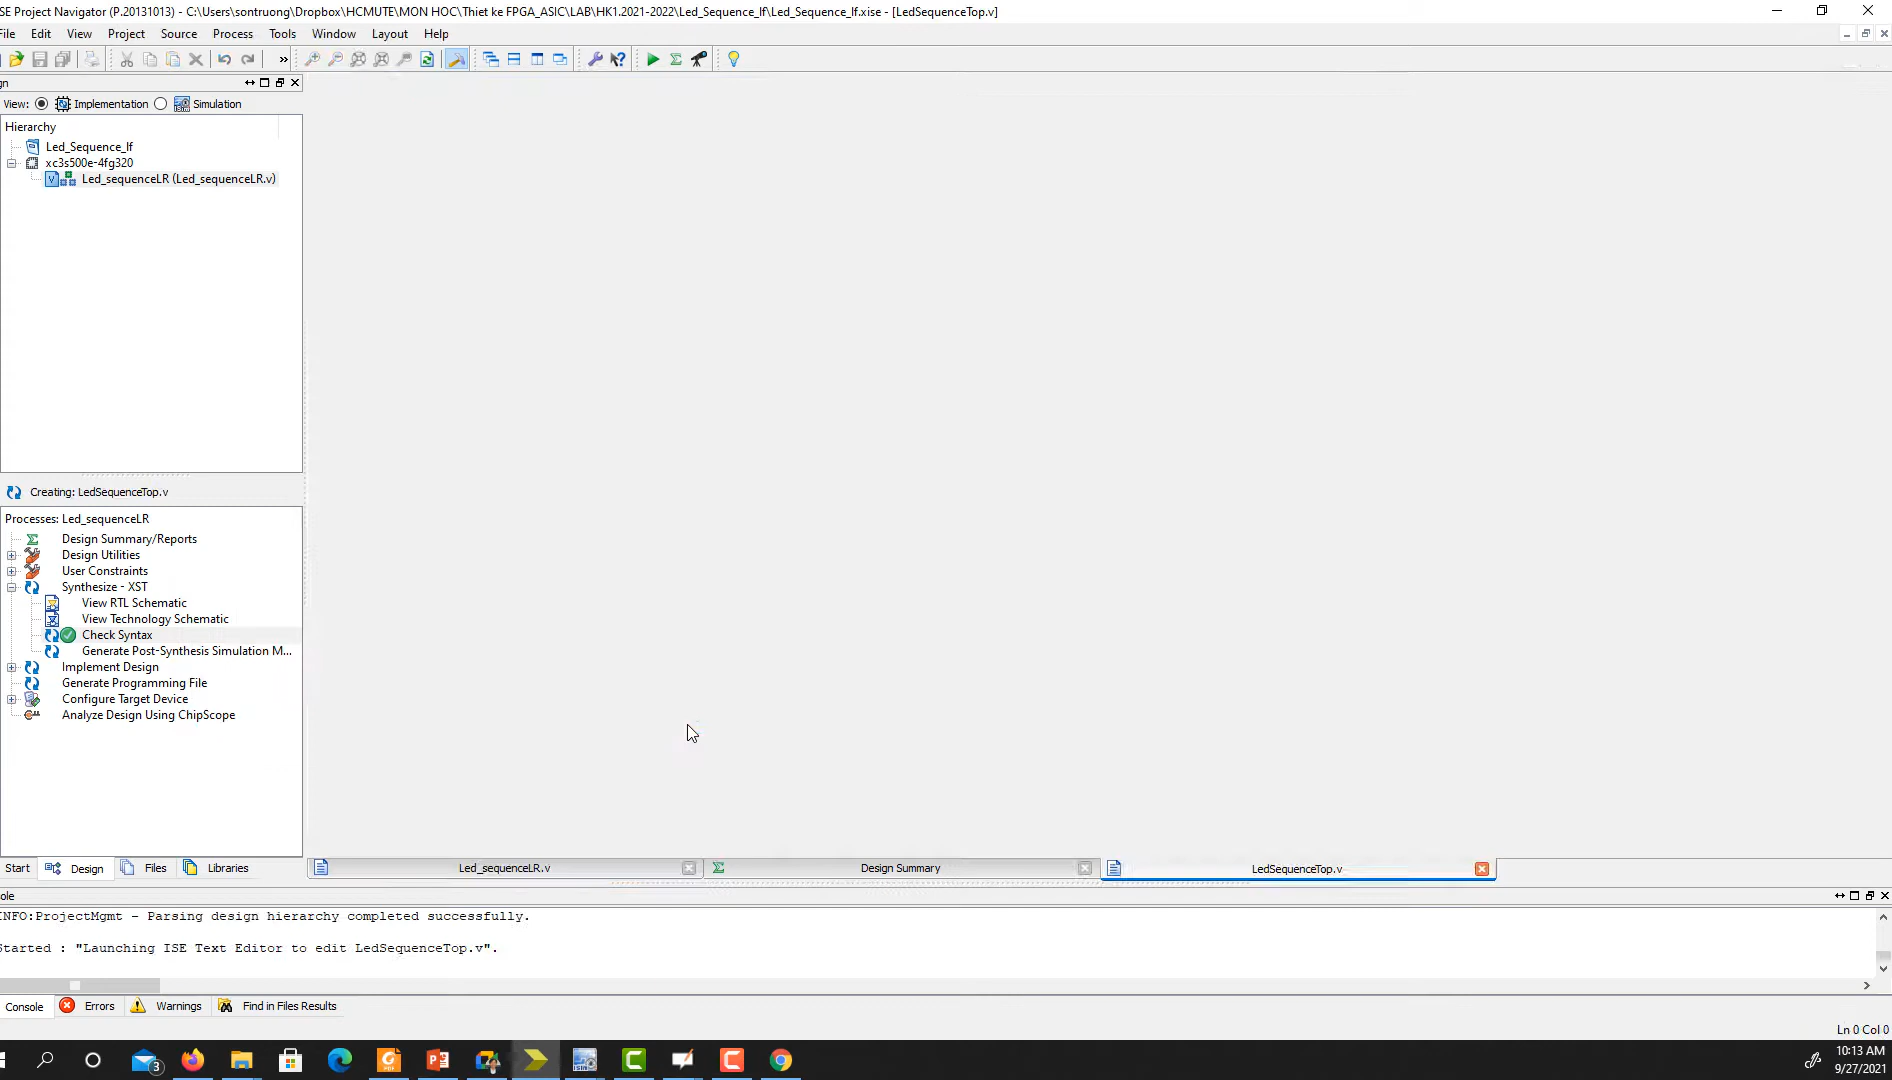 SE Project Navigator (P.20131013) - C:\Users\sontruong\Dropbox\HCMUTE\MON HOC\Thiet ke FPGA_ASIC\LAB\HK1.2021-2022\Led_Sequence_lf\Led_Sequence_lf.xise - [LedSequenceTop.v]
File Edit View Project Source Process Tools Window Layout Help
gn
View: Implementation Simulation
Hierarchy
Led_Sequence_lf
xc3s500e-4fg320
Led_sequenceLR (Led_sequenceLR.v)
Creating: LedSequenceTop.v
Processes: Led_sequenceLR
Design Summary/Reports
Design Utilities
User Constraints
Synthesize - XST
View RTL Schematic
View Technology Schematic
Check Syntax
Generate Post-Synthesis Simulation M...
Implement Design
Generate Programming File
Configure Target Device
Analyze Design Using ChipScope
Start Design Files Libraries
Led_sequenceLR.v Design Summary LedSequenceTop.v
ole
INFO:ProjectMgmt - Parsing design hierarchy completed successfully.
Started : "Launching ISE Text Editor to edit LedSequenceTop.v".
Console Errors Warnings Find in Files Results
Ln 0 Col 0
10:13 AM
9/27/2021